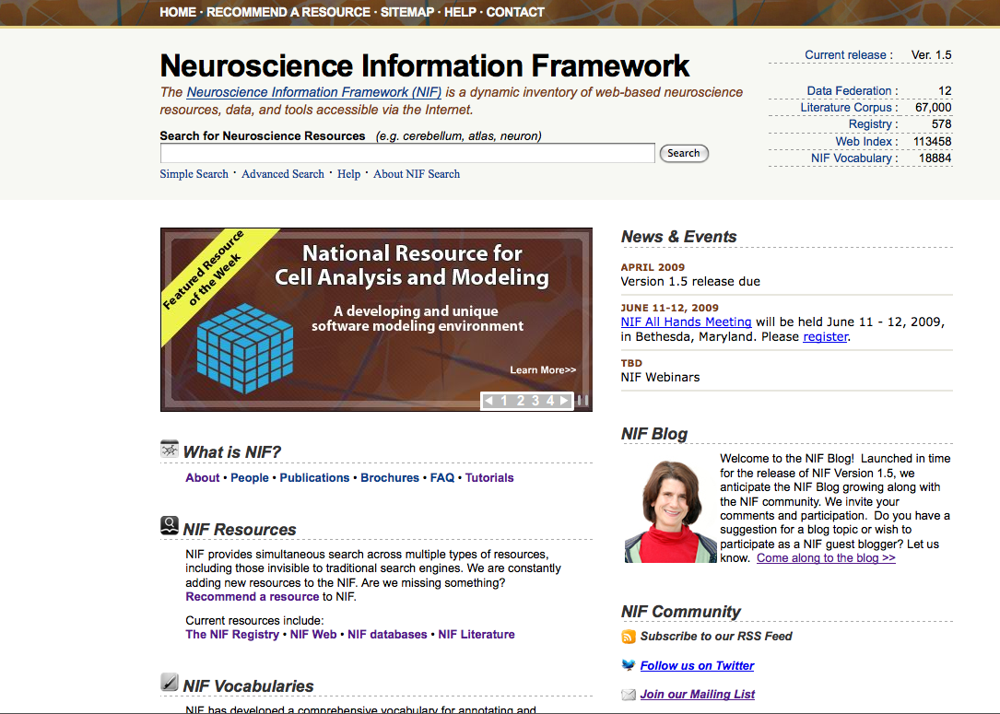 HOME · RECOMMEND A RESOURCE · SITEMAP · HELP · CONTACT
Neuroscience Information Framework
The Neuroscience Information Framework (NIF) is a dynamic inventory of web-based neuroscience
resources, data, and tools accessible via the Internet.
Search for Neuroscience Resources (e.g. cerebellum, atlas, neuron)
Search
Simple Search · Advanced Search · Help · About NIF Search
Current release : Ver. 1.5
Data Federation : 12
Literature Corpus : 67,000
Registry : 578
Web Index : 113458
NIF Vocabulary : 18884
Featured Resource
of the Week
National Resource for
Cell Analysis and Modeling
A developing and unique
software modeling environment
Learn More>>
1 2 3 4
What is NIF?
About • People • Publications • Brochures • FAQ • Tutorials
NIF Resources
NIF provides simultaneous search across multiple types of resources,
including those invisible to traditional search engines. We are constantly
adding new resources to the NIF. Are we missing something?
Recommend a resource to NIF.
Current resources include:
The NIF Registry • NIF Web • NIF databases • NIF Literature
NIF Vocabularies
NIF has developed a comprehensive vocabulary for annotating and
News & Events
APRIL 2009
Version 1.5 release due
JUNE 11-12, 2009
NIF All Hands Meeting will be held June 11 - 12, 2009,
in Bethesda, Maryland. Please register.
TBD
NIF Webinars
NIF Blog
Welcome to the NIF Blog! Launched in time
for the release of NIF Version 1.5, we
anticipate the NIF Blog growing along with
the NIF community. We invite your
comments and participation. Do you have a
suggestion for a blog topic or wish to
participate as a NIF guest blogger? Let us
know. Come along to the blog >>
NIF Community
Subscribe to our RSS Feed
Follow us on Twitter
Join our Mailing List